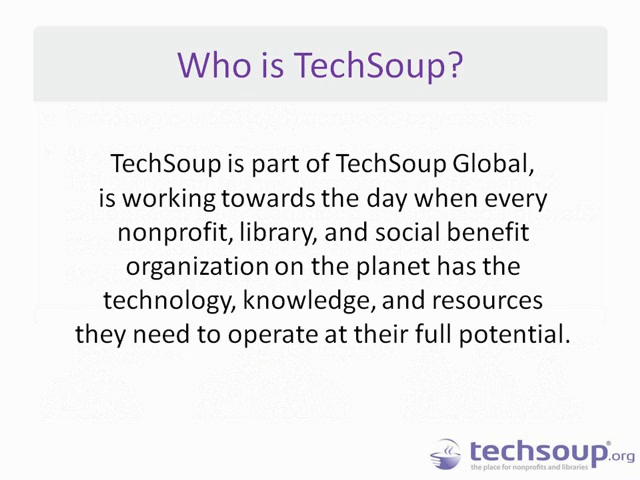 Who is TechSoup?
TechSoup is part of TechSoup Global,
is working towards the day when every
nonprofit, library, and social benefit
organization on the planet has the
technology, knowledge, and resources
they need to operate at their full potential.
techsoup®.org
the place for nonprofits and libraries